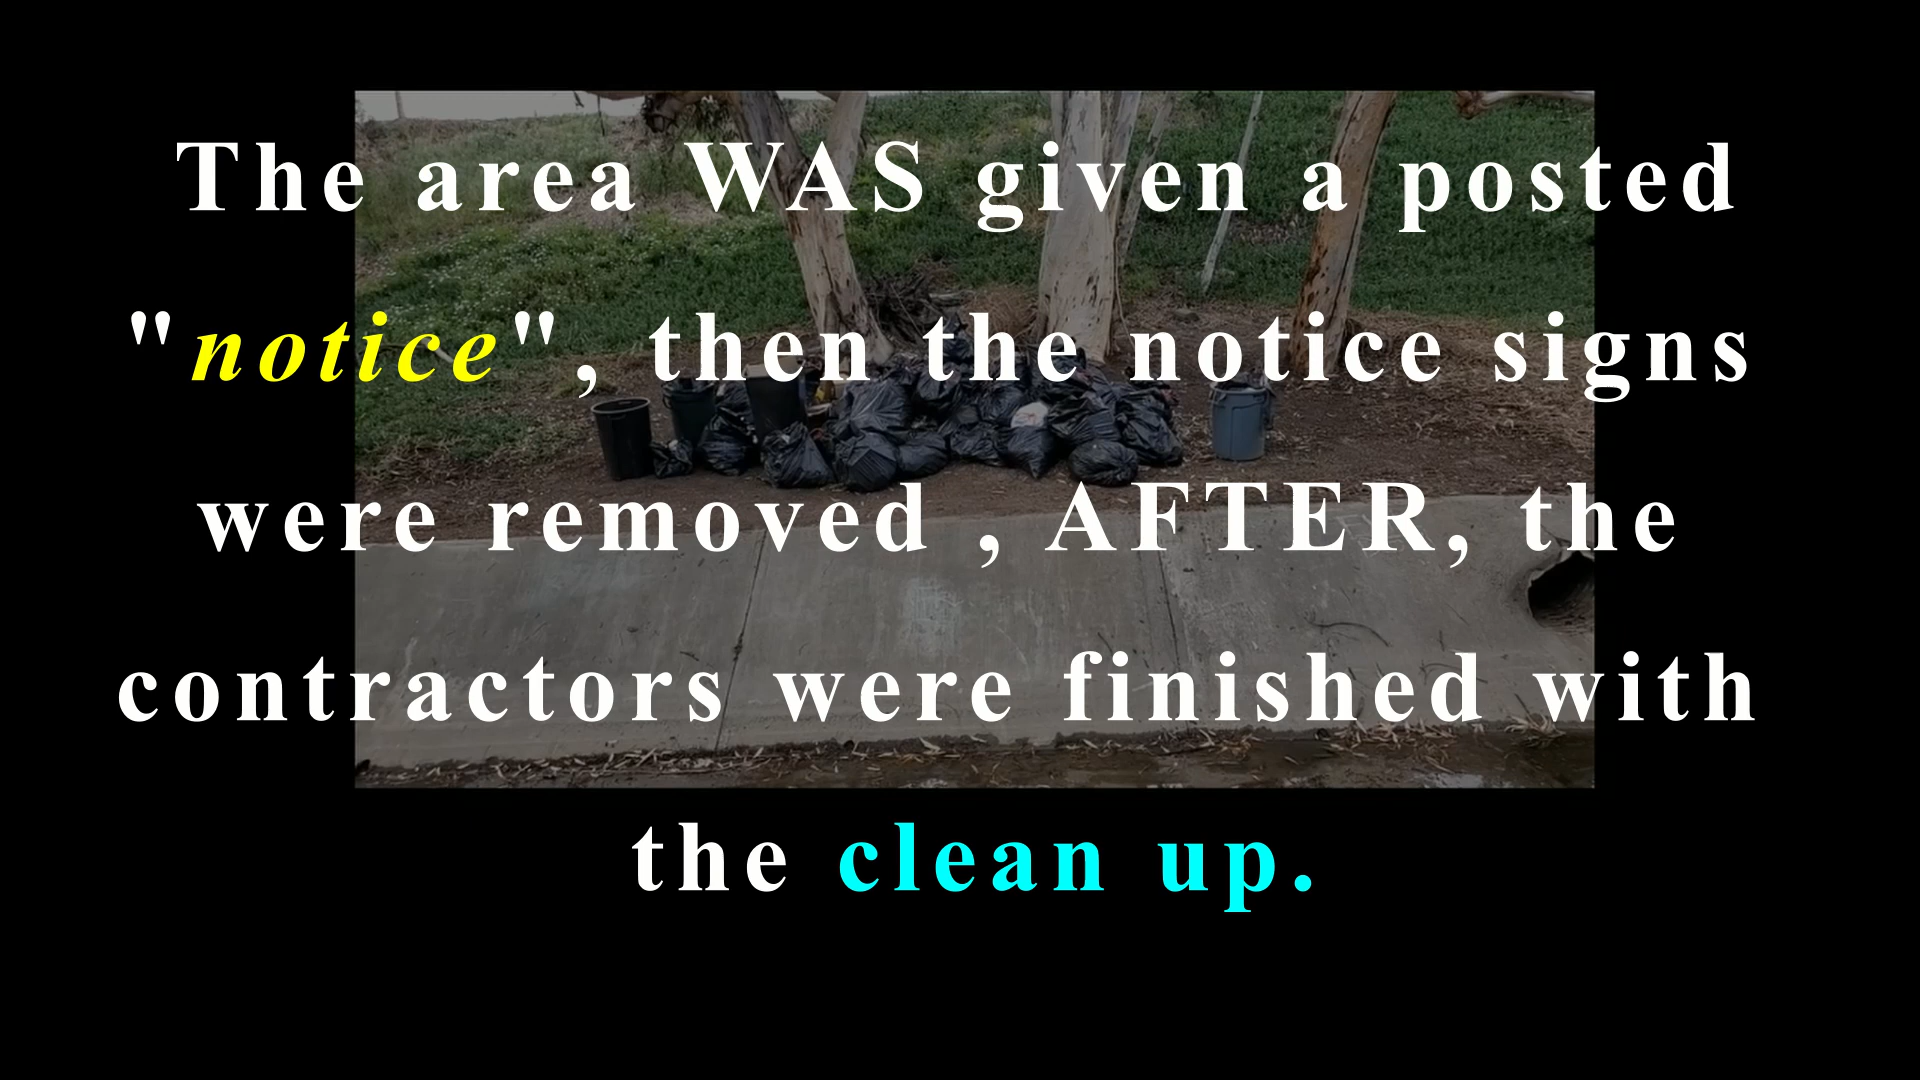 The area WAS given a posted
"notice", then the notice signs
were removed , AFTER, the
contractors were finished with
the clean up.